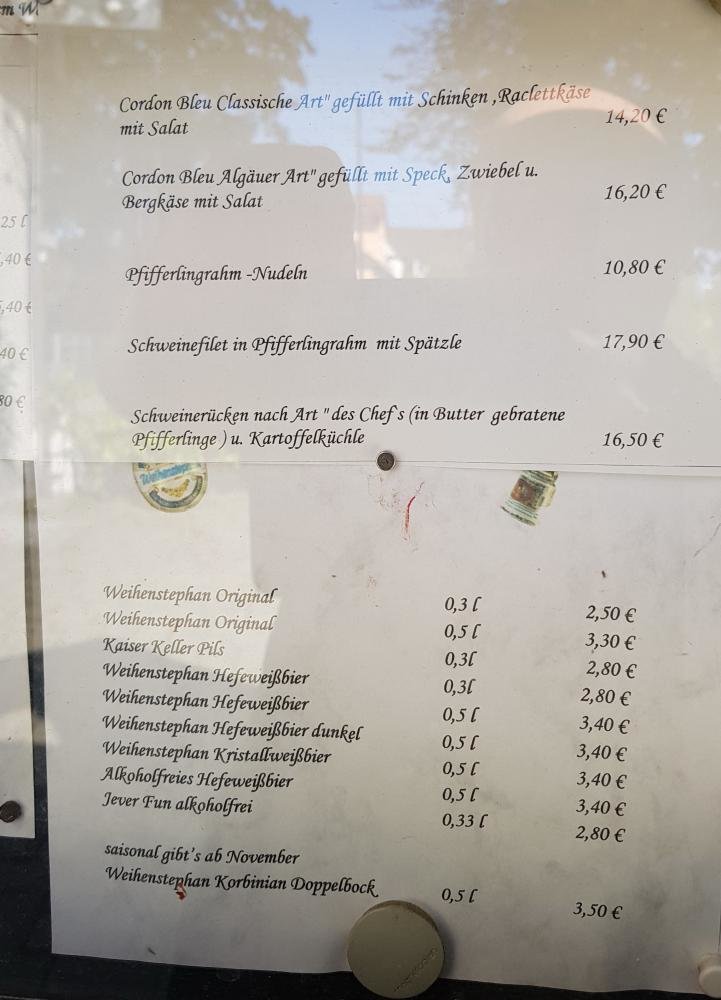 m W
Cordon Bleu Classische Art" gefüllt mit Schinken ,Raclettkäse
mit Salat 14,20 €
Cordon Bleu Algäuer Art" gefüllt mit Speck, Zwiebel u.
Bergkäse mit Salat 16,20 €
25 l
,40 €
Pfifferlingrahm -Nudeln 10,80 €
,40 €
Schweinefilet in Pfifferlingrahm mit Spätzle 17,90 €
40 €
80 €
Schweinerücken nach Art " des Chef's (in Butter gebratene
Pfifferlinge ) u. Kartoffelküchle 16,50 €
Weihenstephan Original 0,3 l 2,50 €
Weihenstephan Original 0,5 l 3,30 €
Kaiser Keller Pils 0,3l 2,80 €
Weihenstephan Hefeweißbier 0,3l 2,80 €
Weihenstephan Hefeweißbier 0,5 l 3,40 €
Weihenstephan Hefeweißbier dunkel 0,5 l 3,40 €
Weihenstephan Kristallweißbier 0,5 l 3,40 €
Alkoholfreies Hefeweißbier 0,5 l 3,40 €
Jever Fun alkoholfrei 0,33 l 2,80 €
saisonal gibt's ab November
Weihenstephan Korbinian Doppelbock 0,5 l 3,50 €